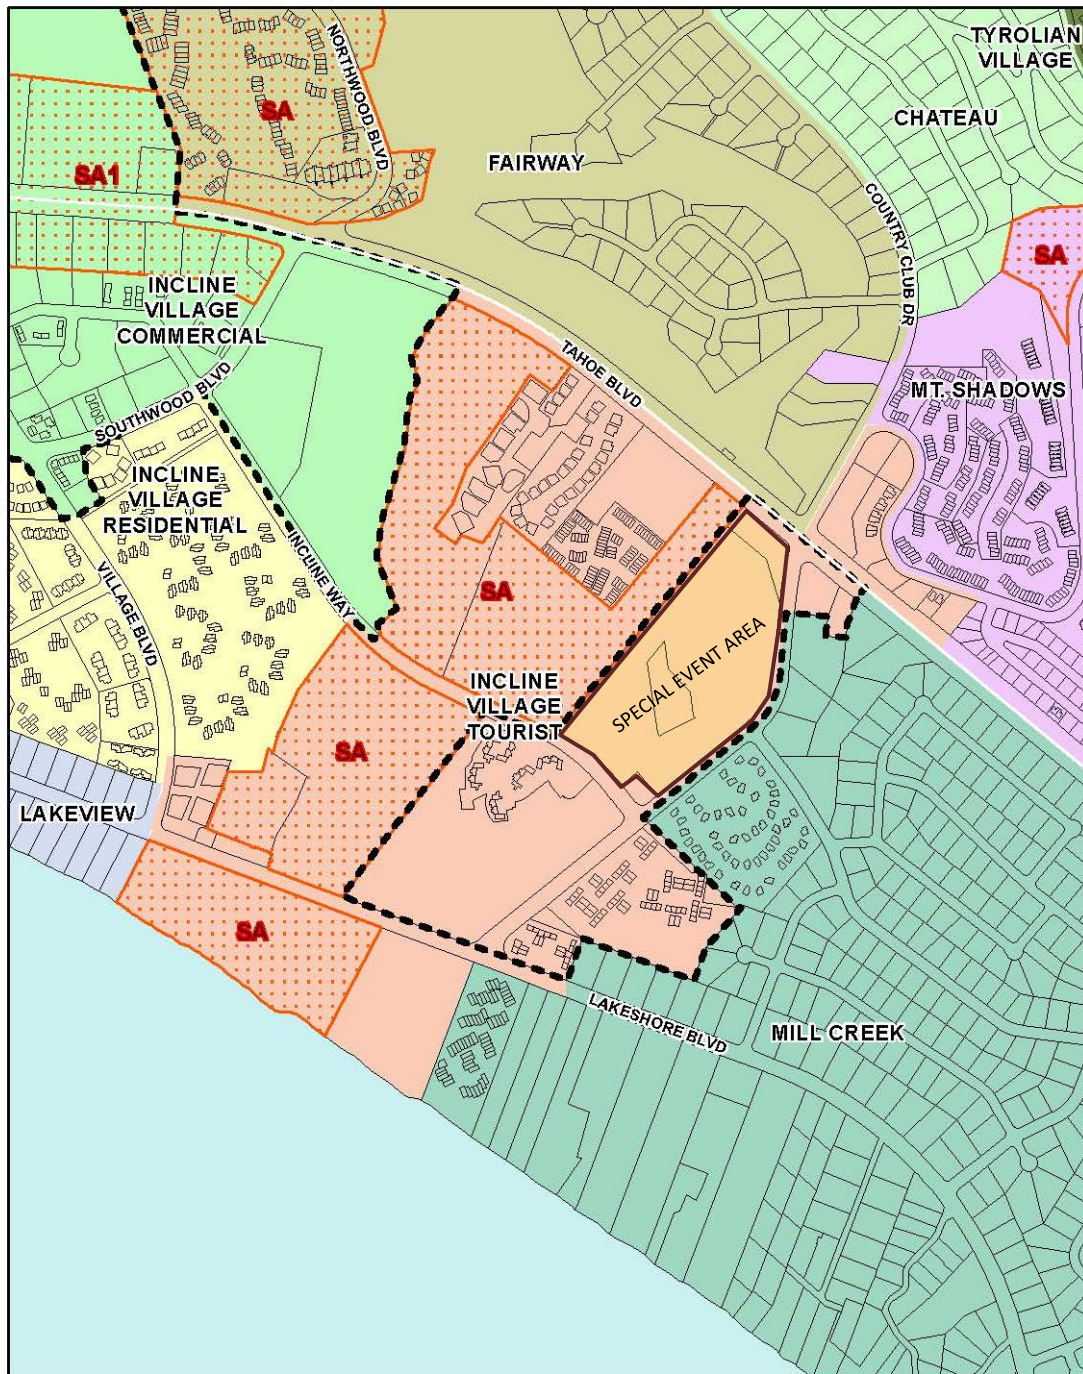 TYROLIAN
VILLAGE
NORTHWOOD BLVD
SA
CHATEAU
FAIRWAY
SA1
COUNTRY CLUB DR
SA
INCLINE
VILLAGE
COMMERCIAL
TAHOE BLVD
MT. SHADOWS
SOUTHWOOD BLVD
INCLINE
VILLAGE
RESIDENTIAL
INCLINE WAY
SA
VILLAGE BLVD
SPECIAL EVENT AREA
INCLINE
VILLAGE
TOURIST
SA
LAKEVIEW
SA
LAKESHORE BLVD
MILL CREEK